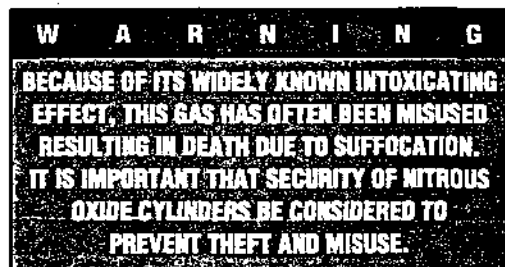 WARNING
BECAUSE OF ITS WIDELY KNOWN INTOXICATING
EFFECT, THIS GAS HAS OFTEN BEEN MISUSED
RESULTING IN DEATH DUE TO SUFFOCATION.
IT IS IMPORTANT THAT SECURITY OF NITROUS
OXIDE CYLINDERS BE CONSIDERED TO
PREVENT THEFT AND MISUSE.